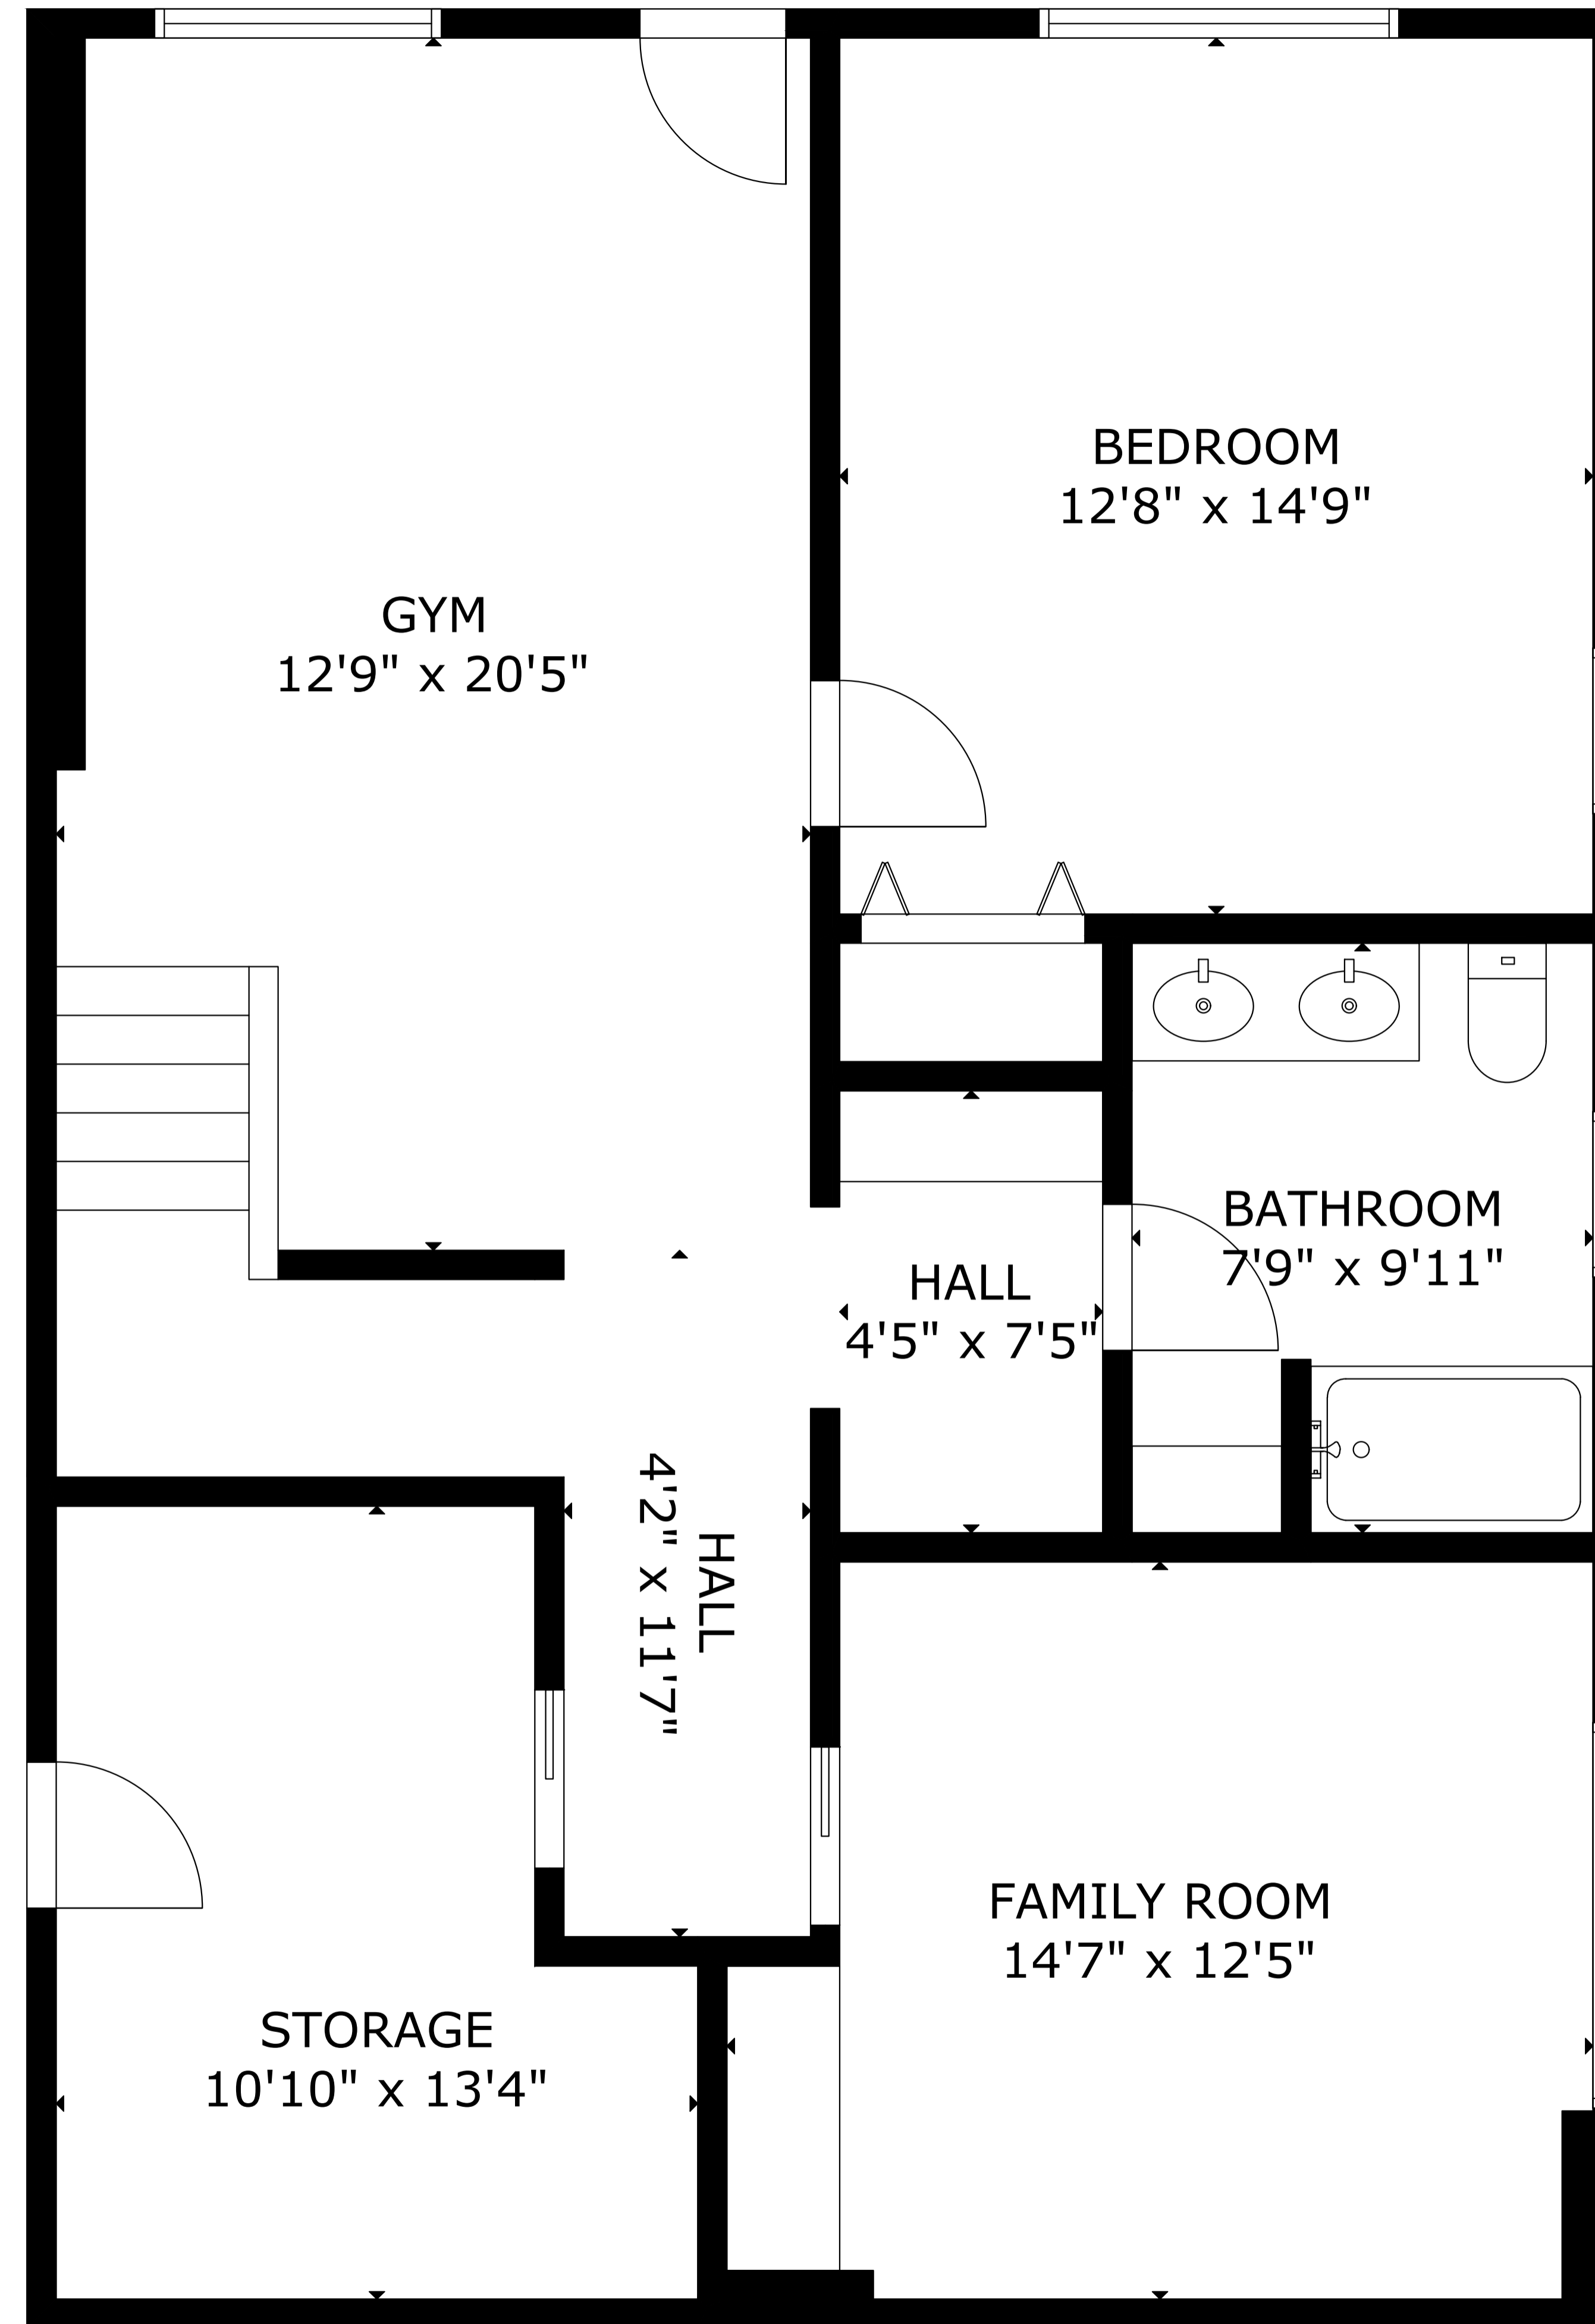 BEDROOM
12'8" x 14'9"
GYM
12'9" x 20'5"
BATHROOM
7'9" x 9'11"
HALL
4'5" x 7'5"
HALL
4'2" x 11'7"
FAMILY ROOM
14'7" x 12'5"
STORAGE
10'10" x 13'4"